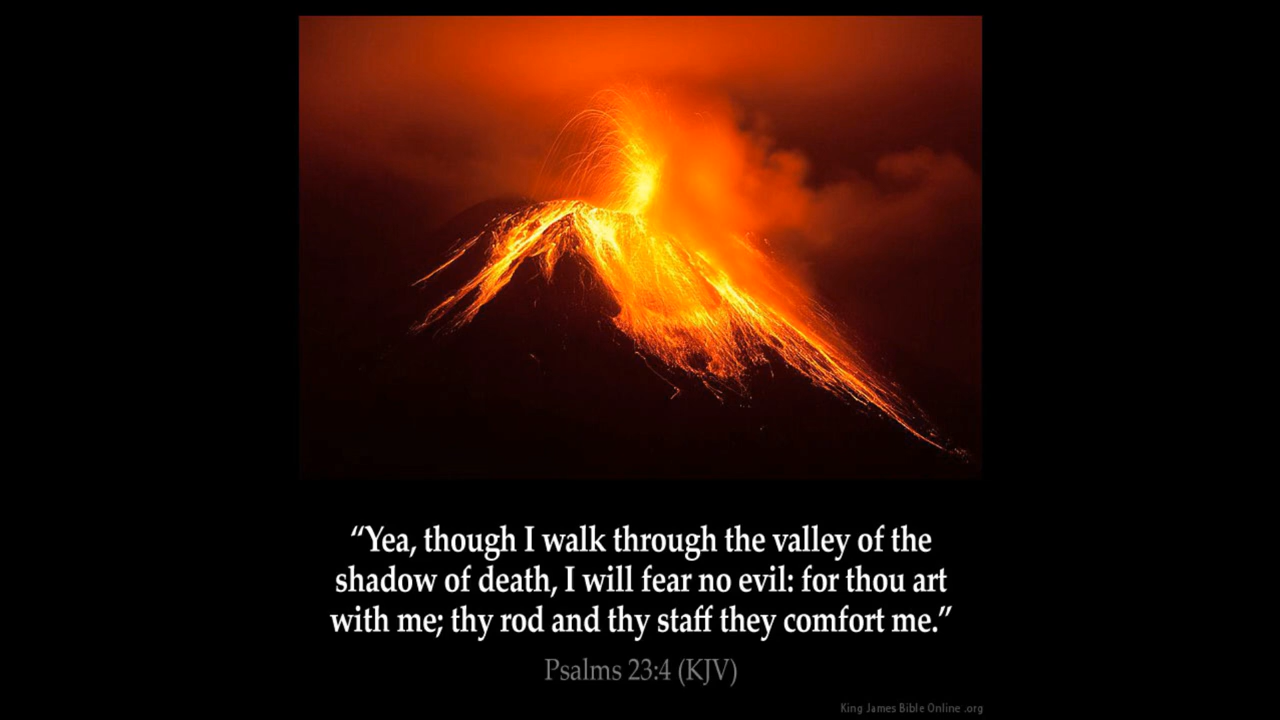 “Yea, though I walk through the valley of the
shadow of death, I will fear no evil: for thou art
with me; thy rod and thy staff they comfort me.”
Psalms 23:4 (KJV)
King James Bible Online .org